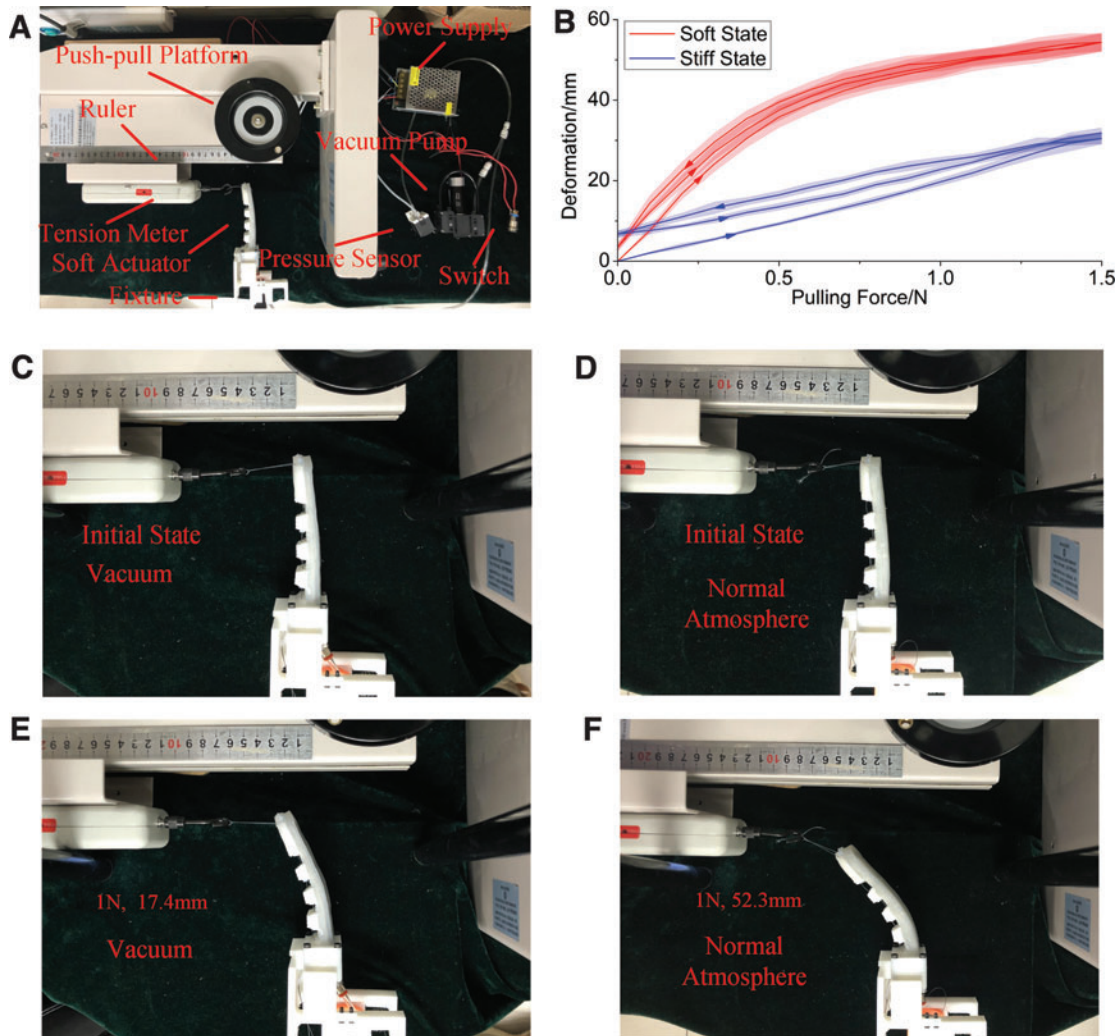 A
Push-pull Platform
Power Supply
Ruler
Vacuum Pump
Tension Meter
Soft Actuator
Pressure Sensor
Switch
Fixture
B
Soft State
Stiff State
60
40
20
0
0.0
0.5
1.0
1.5
Deformation/mm
Pulling Force/N
C
Initial State
Vacuum
D
Initial State
Normal
Atmosphere
E
1N, 17.4mm
Vacuum
F
1N, 52.3mm
Normal
Atmosphere